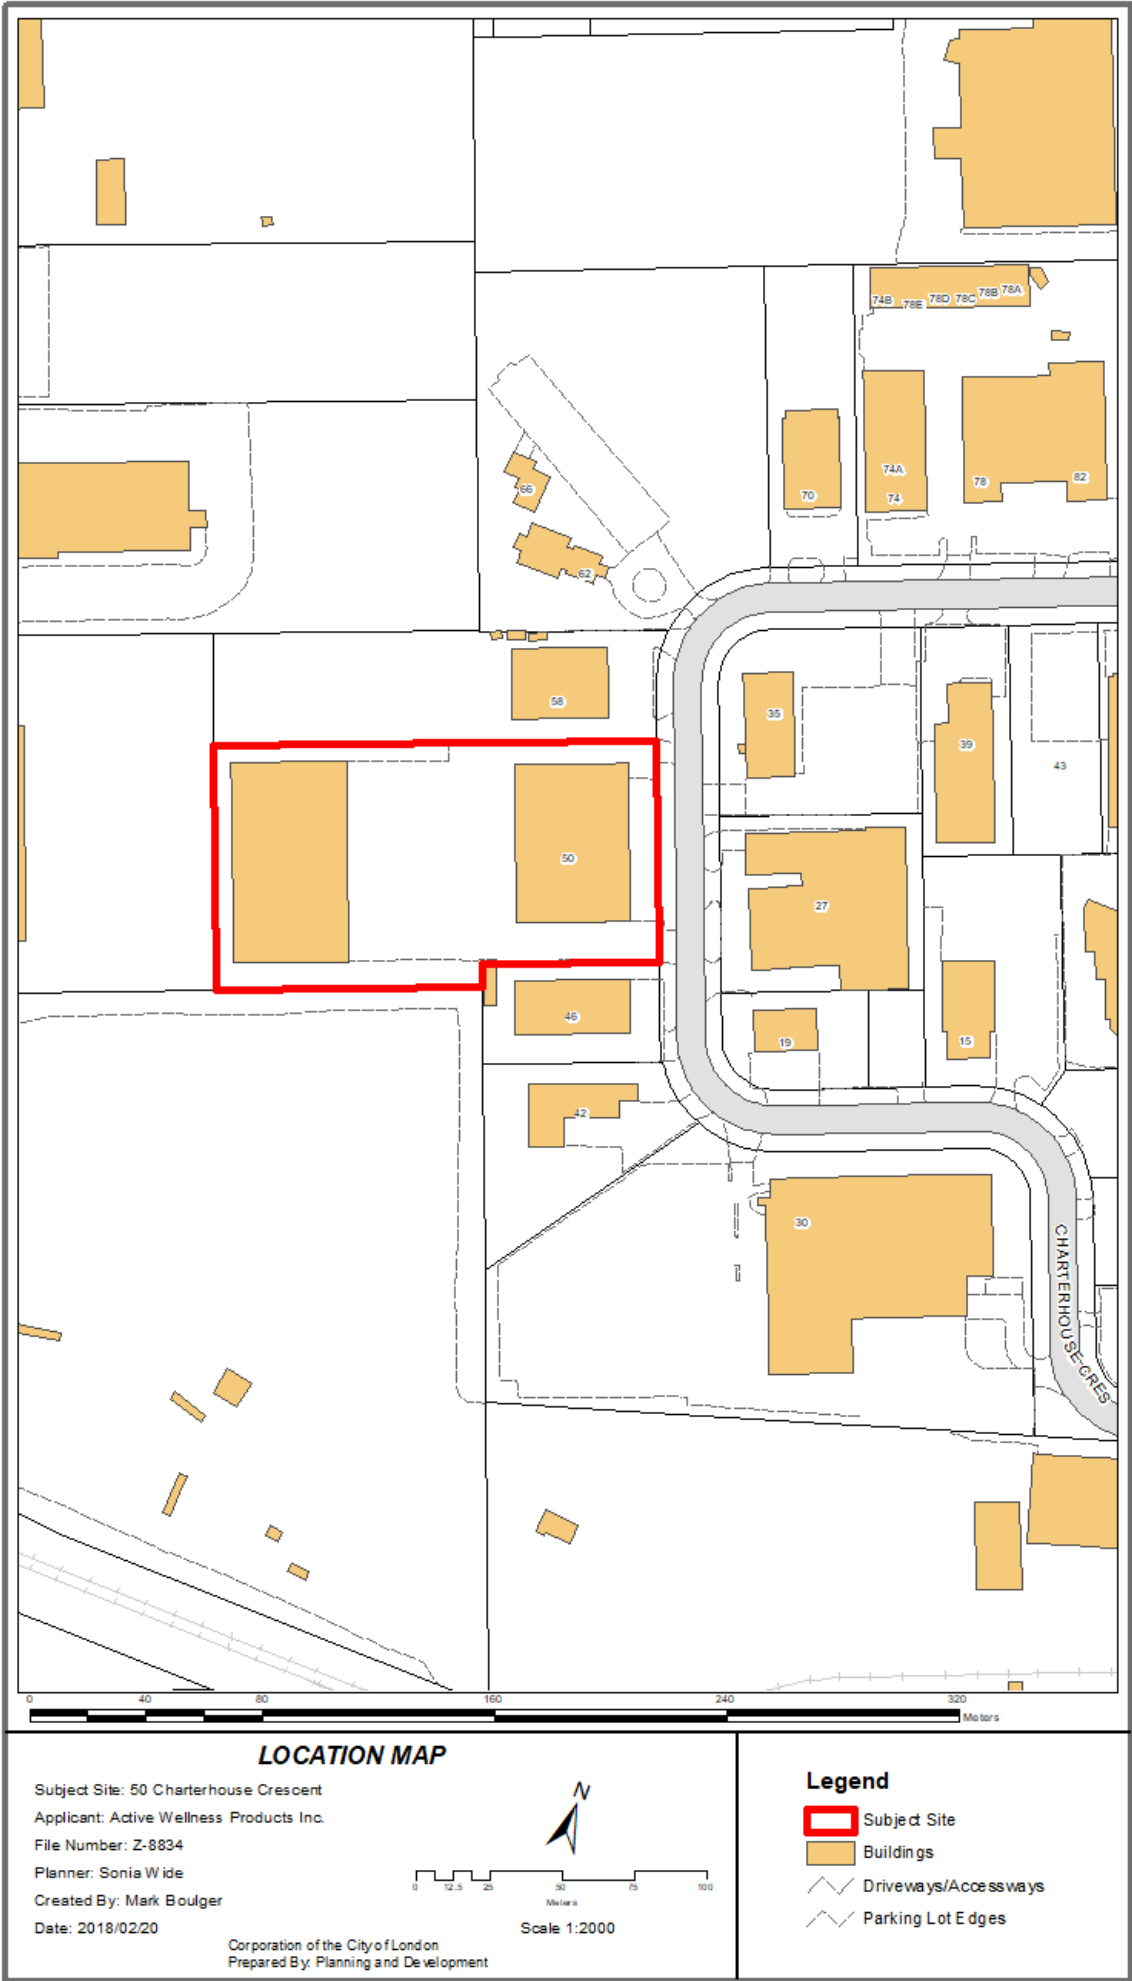 74B 78E 78D 78C 78B 78A
74A
74
78
82
70
66
62
58
35
39
43
50
27
46
19
15
42
30
CHARTERHOUSE CRES
0 40 80 160 240 320
Meters
LOCATION MAP
Subject Site: 50 Charterhouse Crescent
Applicant: Active Wellness Products Inc.
File Number: Z-8834
Planner: Sonia Wide
Created By: Mark Boulger
Date: 2018/02/20
Corporation of the City of London
Prepared By: Planning and Development
N
0 12.5 25 50 75 100
Meters
Scale 1:2000
Legend
Subject Site
Buildings
Driveways/Accessways
Parking Lot Edges